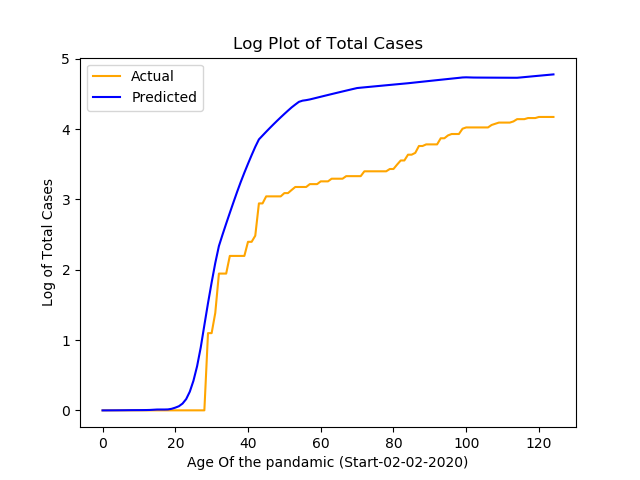 Log Plot of Total Cases
Actual
Predicted
5
4
3
2
1
0
Log of Total Cases
0 20 40 60 80 100 120
Age Of the pandamic (Start-02-02-2020)